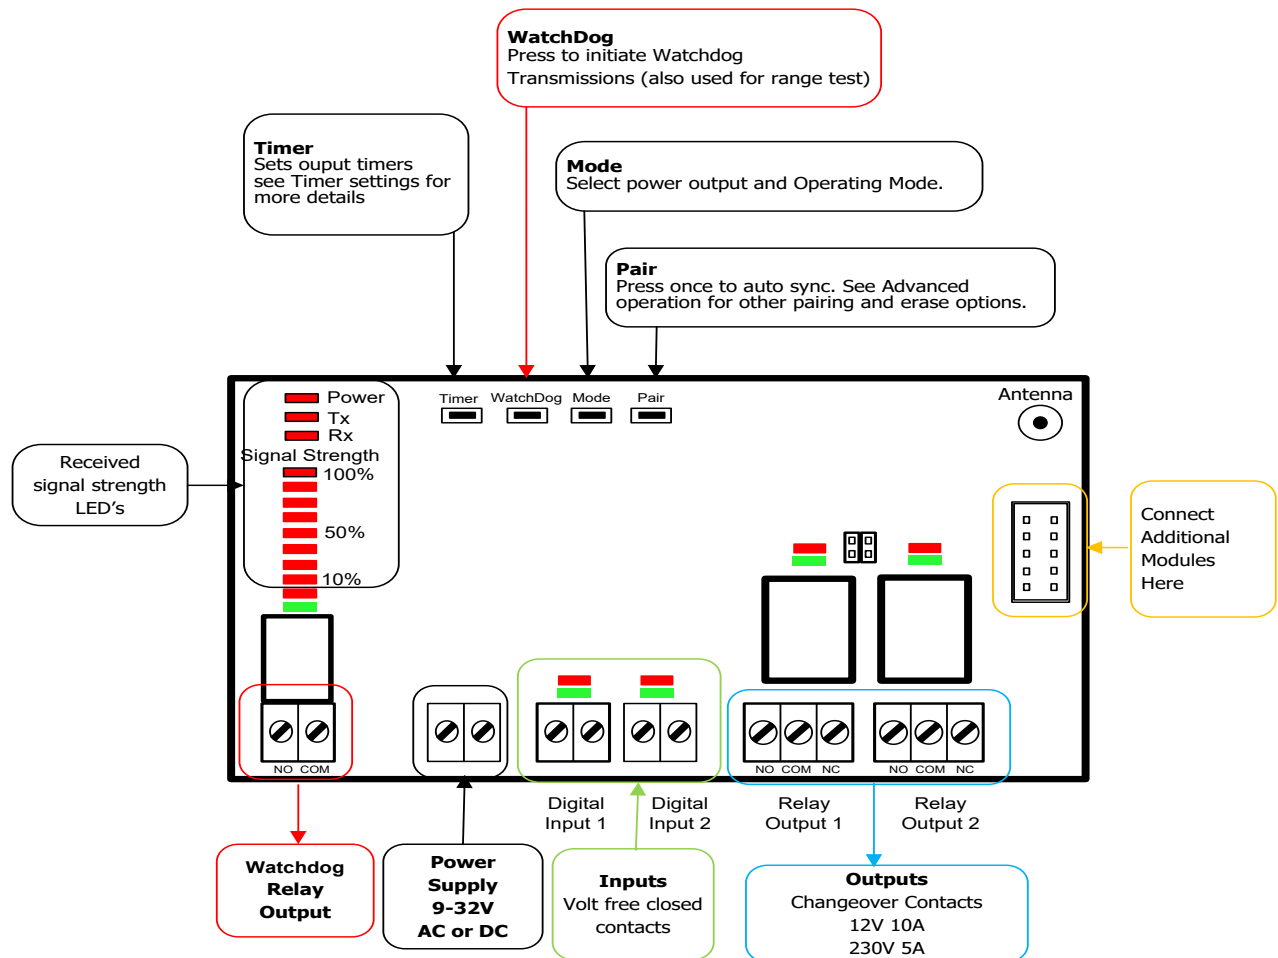 WatchDog
Press to initiate Watchdog
Transmissions (also used for range test)
Timer
Sets ouput timers
see Timer settings for
more details
Mode
Select power output and Operating Mode.
Pair
Press once to auto sync. See Advanced
operation for other pairing and erase options.
Power
Tx
Rx
Signal Strength
100%
50%
10%
Timer
WatchDog
Mode
Pair
Antenna
Received
signal strength
LED's
Connect
Additional
Modules
Here
NO COM
NO COM NC
NO COM NC
Digital
Input 1
Digital
Input 2
Relay
Output 1
Relay
Output 2
Watchdog
Relay
Output
Power
Supply
9-32V
AC or DC
Inputs
Volt free closed
contacts
Outputs
Changeover Contacts
12V 10A
230V 5A